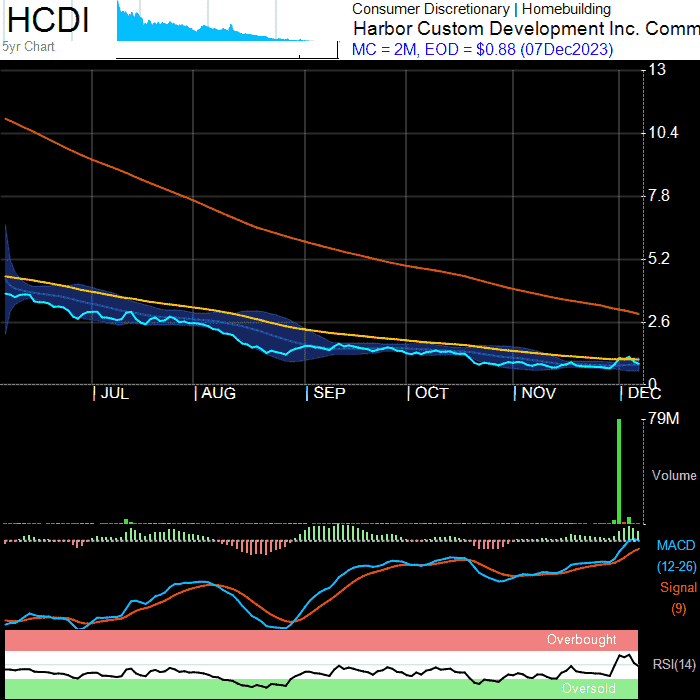 HCDI
5yr Chart
Consumer Discretionary | Homebuilding
Harbor Custom Development Inc. Comm
MC = 2M, EOD = $0.88 (07Dec2023)
13
10.4
7.8
5.2
2.6
0
| JUL | AUG | SEP | OCT | NOV | DEC
79M
Volume
MACD
(12-26)
Signal
(9)
Overbought
RSI(14)
Oversold